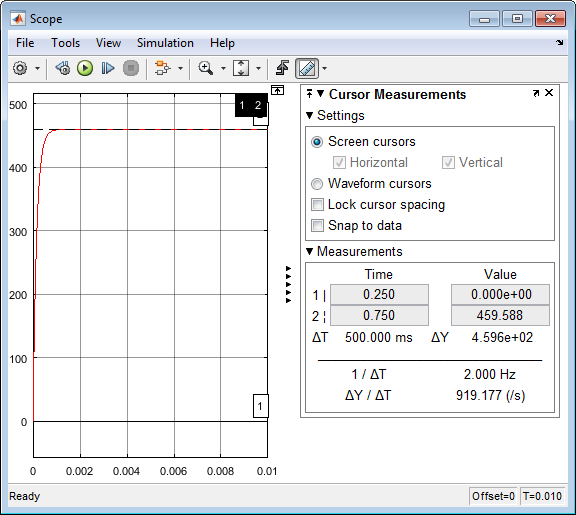 Scope
File Tools View Simulation Help
Cursor Measurements
Settings
Screen cursors
Horizontal Vertical
Waveform cursors
Lock cursor spacing
Snap to data
Measurements
Time Value
1 | 0.250 0.000e+00
2 ¦ 0.750 459.588
ΔT 500.000 ms ΔY 4.596e+02
1 / ΔT 2.000 Hz
ΔY / ΔT 919.177 (/s)
1 2
500
400
300
200
100
0
1
0 0.002 0.004 0.006 0.008 0.01
Ready Offset=0 T=0.010